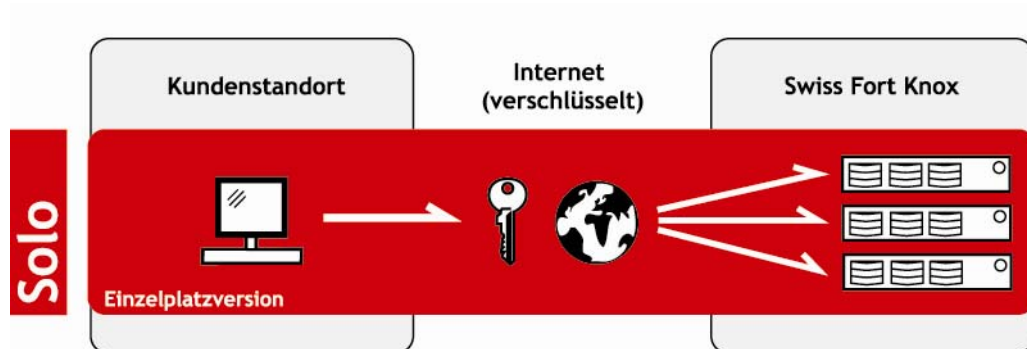 Kundenstandort
Internet
(verschlüsselt)
Swiss Fort Knox
Solo
Einzelplatzversion